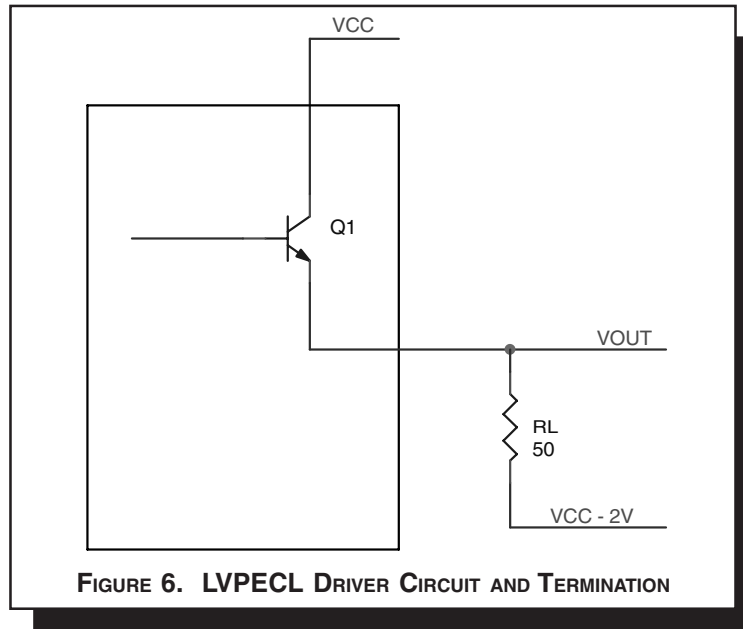 VCC
Q1
VOUT
RL
50
VCC - 2V
FIGURE 6. LVPECL DRIVER CIRCUIT AND TERMINATION